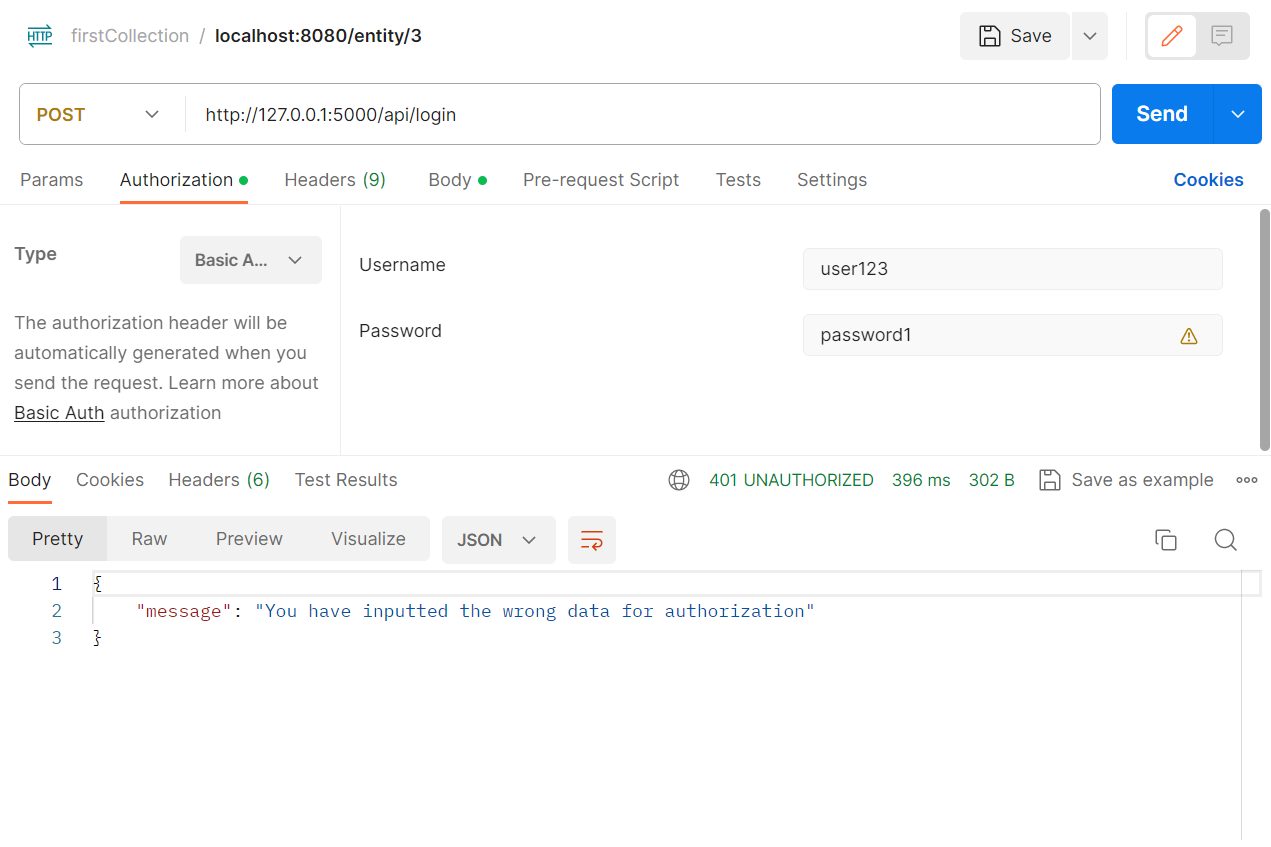 HTTP firstCollection / localhost:8080/entity/3 Save
POST http://127.0.0.1:5000/api/login Send
Params Authorization Headers (9) Body Pre-request Script Tests Settings Cookies
Type Basic A...
The authorization header will be
automatically generated when you
send the request. Learn more about
Basic Auth authorization
Username user123
Password password1
Body Cookies Headers (6) Test Results 401 UNAUTHORIZED 396 ms 302 B Save as example
Pretty Raw Preview Visualize JSON
1 {
2 "message": "You have inputted the wrong data for authorization"
3 }